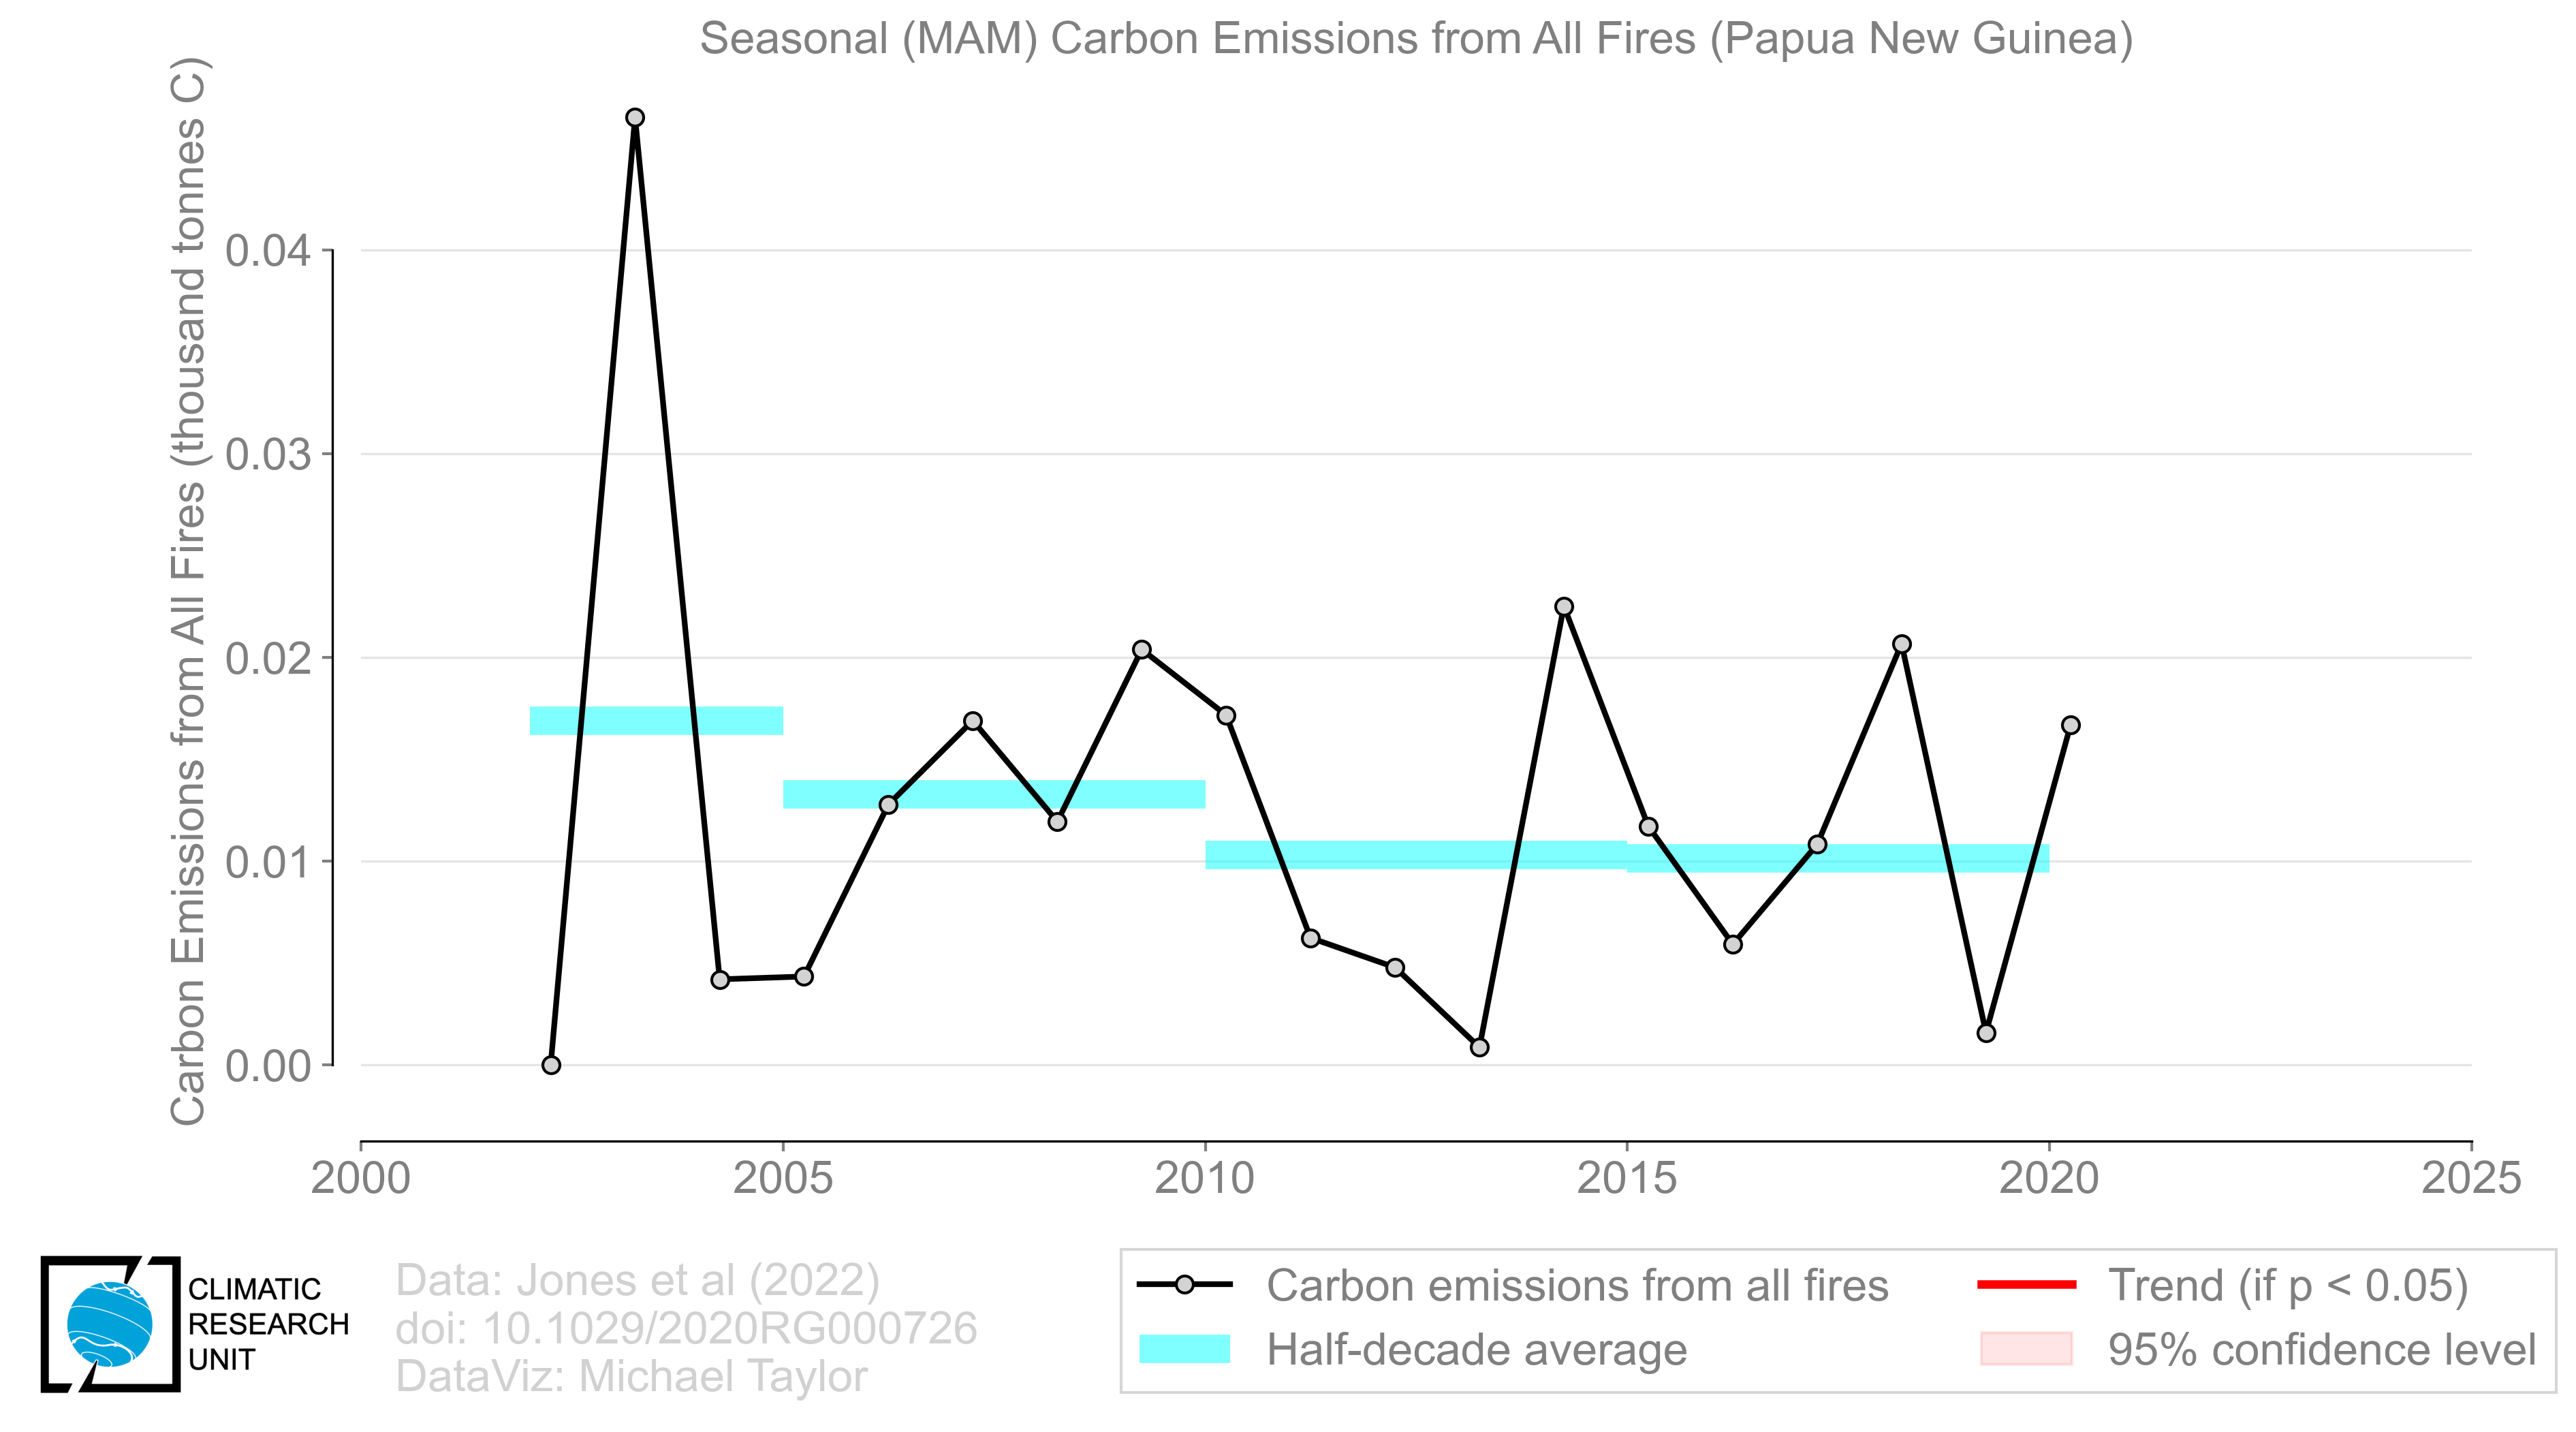 Seasonal (MAM) Carbon Emissions from All Fires (Papua New Guinea)
Carbon Emissions from All Fires (thousand tonnes C)
0.04
0.03
0.02
0.01
0.00
2000
2005
2010
2015
2020
2025
CLIMATIC
RESEARCH
UNIT
Data: Jones et al (2022)
doi: 10.1029/2020RG000726
DataViz: Michael Taylor
Carbon emissions from all fires
Half-decade average
Trend (if p < 0.05)
95% confidence level